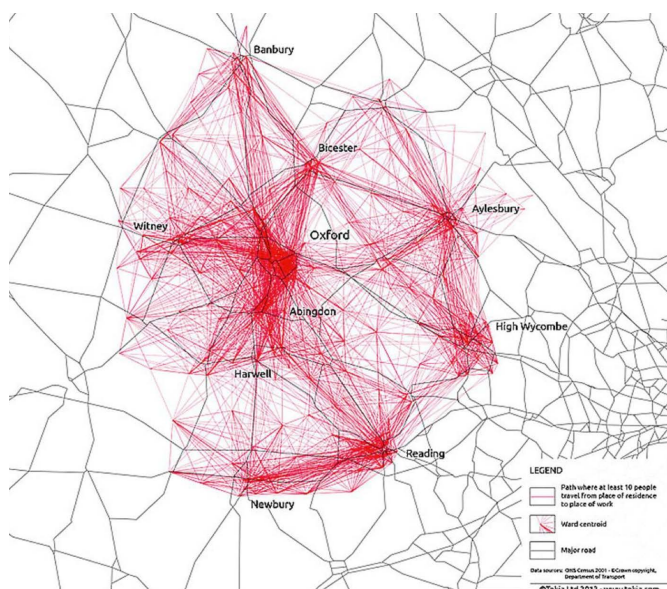 Banbury
Bicester
Aylesbury
Witney
Oxford
Abingdon
High Wycombe
Harwell
Reading
Newbury
LEGEND
Path where at least 10 people
travel from place of residence
to place of work
Ward centroid
Major road
Data sources: ONS Census 2001 - ©Crown copyright,
Department of Transport